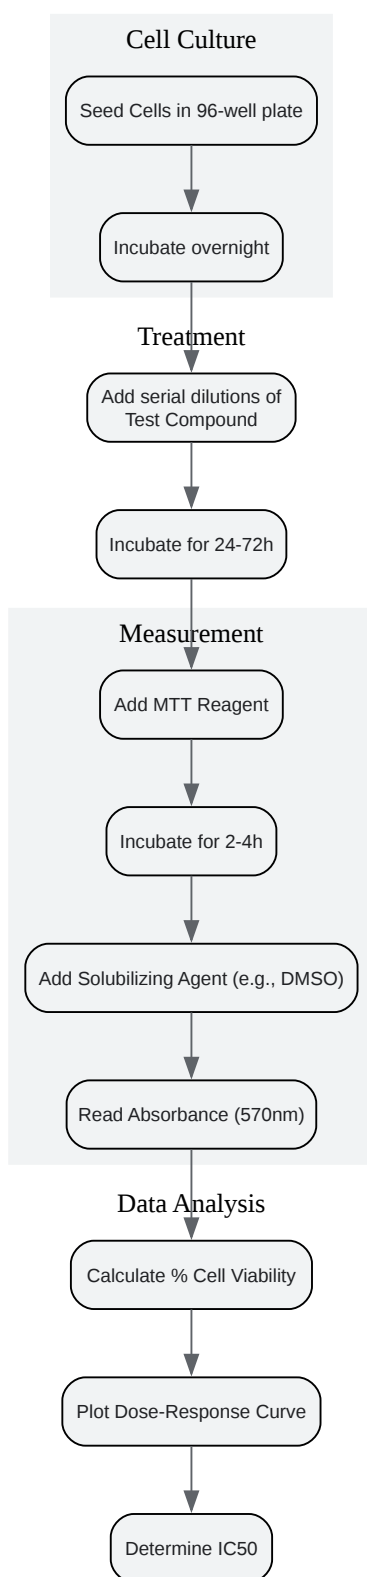 Cell Culture
Seed Cells in 96-well plate
Incubate overnight
Treatment
Add serial dilutions of
Test Compound
Incubate for 24-72h
Measurement
Add MTT Reagent
Incubate for 2-4h
Add Solubilizing Agent (e.g., DMSO)
Read Absorbance (570nm)
Data Analysis
Calculate % Cell Viability
Plot Dose-Response Curve
Determine IC50